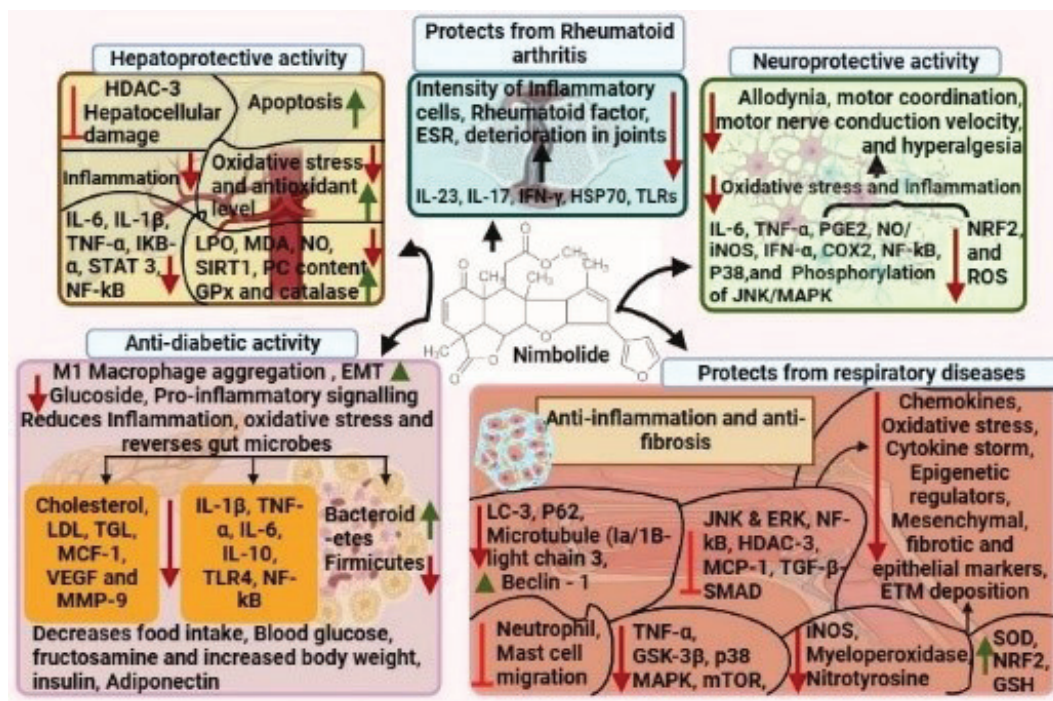 Hepatoprotective activity
HDAC-3
Hepatocellular
damage
Apoptosis
Inflammation
Oxidative stress
and antioxidant
level
IL-6, IL-1β,
TNF-α, IKB-
α, STAT 3,
NF-kB
LPO, MDA, NO,
SIRT1, PC content
GPx and catalase
Protects from Rheumatoid
arthritis
Intensity of Inflammatory
cells, Rheumatoid factor,
ESR, deterioration in joints
IL-23, IL-17, IFN-γ, HSP70, TLRs
Neuroprotective activity
Allodynia, motor coordination,
motor nerve conduction velocity,
and hyperalgesia
Oxidative stress and inflammation
IL-6, TNF-α, PGE2, NO/
iNOS, IFN-α, COX2, NF-kB,
P38,and Phosphorylation
of JNK/MAPK
NRF2,
and
ROS
O
O
CH₃
CH₃
O
CH₃
CH₃
H₃C
O
O
O
O
Nimbolide
Anti-diabetic activity
M1 Macrophage aggregation , EMT
Glucoside, Pro-inflammatory signalling
Reduces Inflammation, oxidative stress and
reverses gut microbes
Cholesterol,
LDL, TGL,
MCF-1,
VEGF and
MMP-9
IL-1β, TNF-
α, IL-6,
IL-10,
TLR4, NF-
kB
Bacteroid
-etes
Firmicutes
Decreases food intake, Blood glucose,
fructosamine and increased body weight,
insulin, Adiponectin
Protects from respiratory diseases
Anti-inflammation and anti-
fibrosis
Chemokines,
Oxidative stress,
Cytokine storm,
Epigenetic
regulators,
Mesenchymal,
fibrotic and
epithelial markers,
ETM deposition
LC-3, P62,
Microtubule (Ia/1B-
light chain 3,
Beclin - 1
JNK & ERK, NF-
kB, HDAC-3,
MCP-1, TGF-β-
SMAD
Neutrophil,
Mast cell
migration
TNF-α,
GSK-3β, p38
MAPK, mTOR,
iNOS,
Myeloperoxidase,
Nitrotyrosine
SOD,
NRF2,
GSH